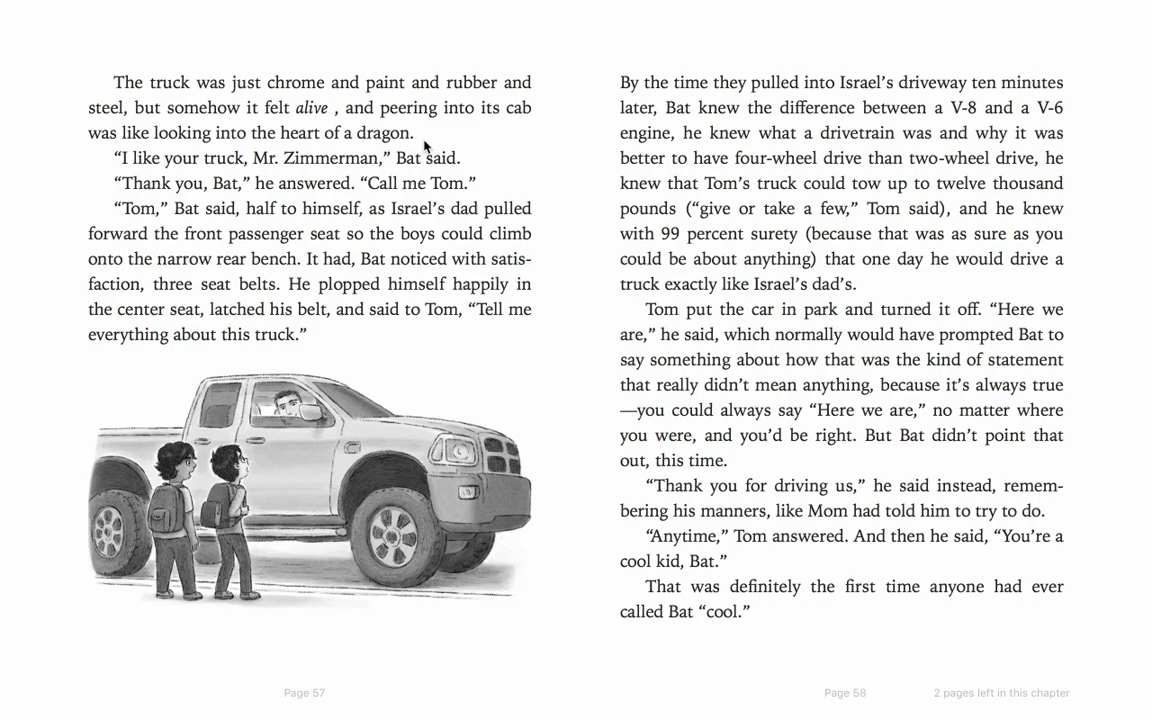 The truck was just chrome and paint and rubber and
steel, but somehow it felt alive , and peering into its cab
was like looking into the heart of a dragon.
“I like your truck, Mr. Zimmerman,” Bat said.
“Thank you, Bat,” he answered. “Call me Tom.”
“Tom,” Bat said, half to himself, as Israel’s dad pulled
forward the front passenger seat so the boys could climb
onto the narrow rear bench. It had, Bat noticed with satis-
faction, three seat belts. He plopped himself happily in
the center seat, latched his belt, and said to Tom, “Tell me
everything about this truck.”
Page 57
By the time they pulled into Israel’s driveway ten minutes
later, Bat knew the difference between a V-8 and a V-6
engine, he knew what a drivetrain was and why it was
better to have four-wheel drive than two-wheel drive, he
knew that Tom’s truck could tow up to twelve thousand
pounds (“give or take a few,” Tom said), and he knew
with 99 percent surety (because that was as sure as you
could be about anything) that one day he would drive a
truck exactly like Israel’s dad’s.
Tom put the car in park and turned it off. “Here we
are,” he said, which normally would have prompted Bat to
say something about how that was the kind of statement
that really didn’t mean anything, because it’s always true
—you could always say “Here we are,” no matter where
you were, and you’d be right. But Bat didn’t point that
out, this time.
“Thank you for driving us,” he said instead, remem-
bering his manners, like Mom had told him to try to do.
“Anytime,” Tom answered. And then he said, “You’re a
cool kid, Bat.”
That was definitely the first time anyone had ever
called Bat “cool.”
Page 58
2 pages left in this chapter